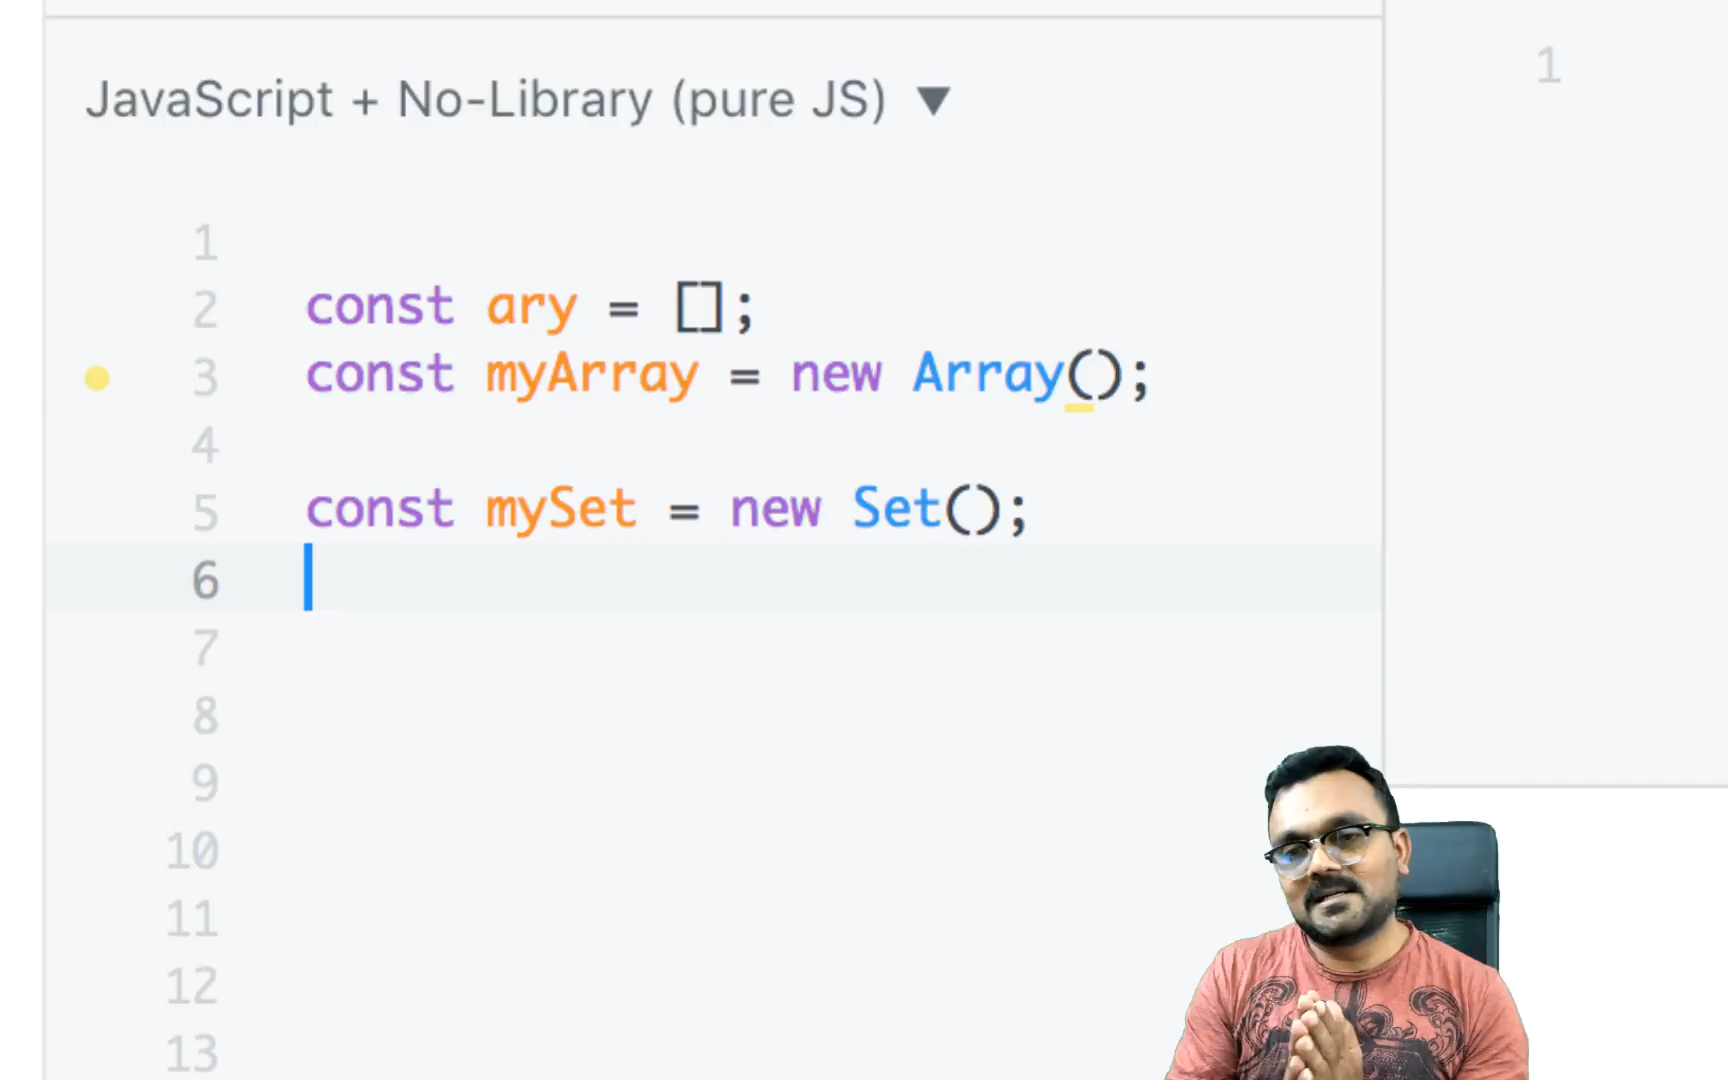 JavaScript + No-Library (pure JS) ▼
1
1
2 const ary = [];
3 const myArray = new Array();
4
5 const mySet = new Set();
6
7
8
9
10
11
12
13